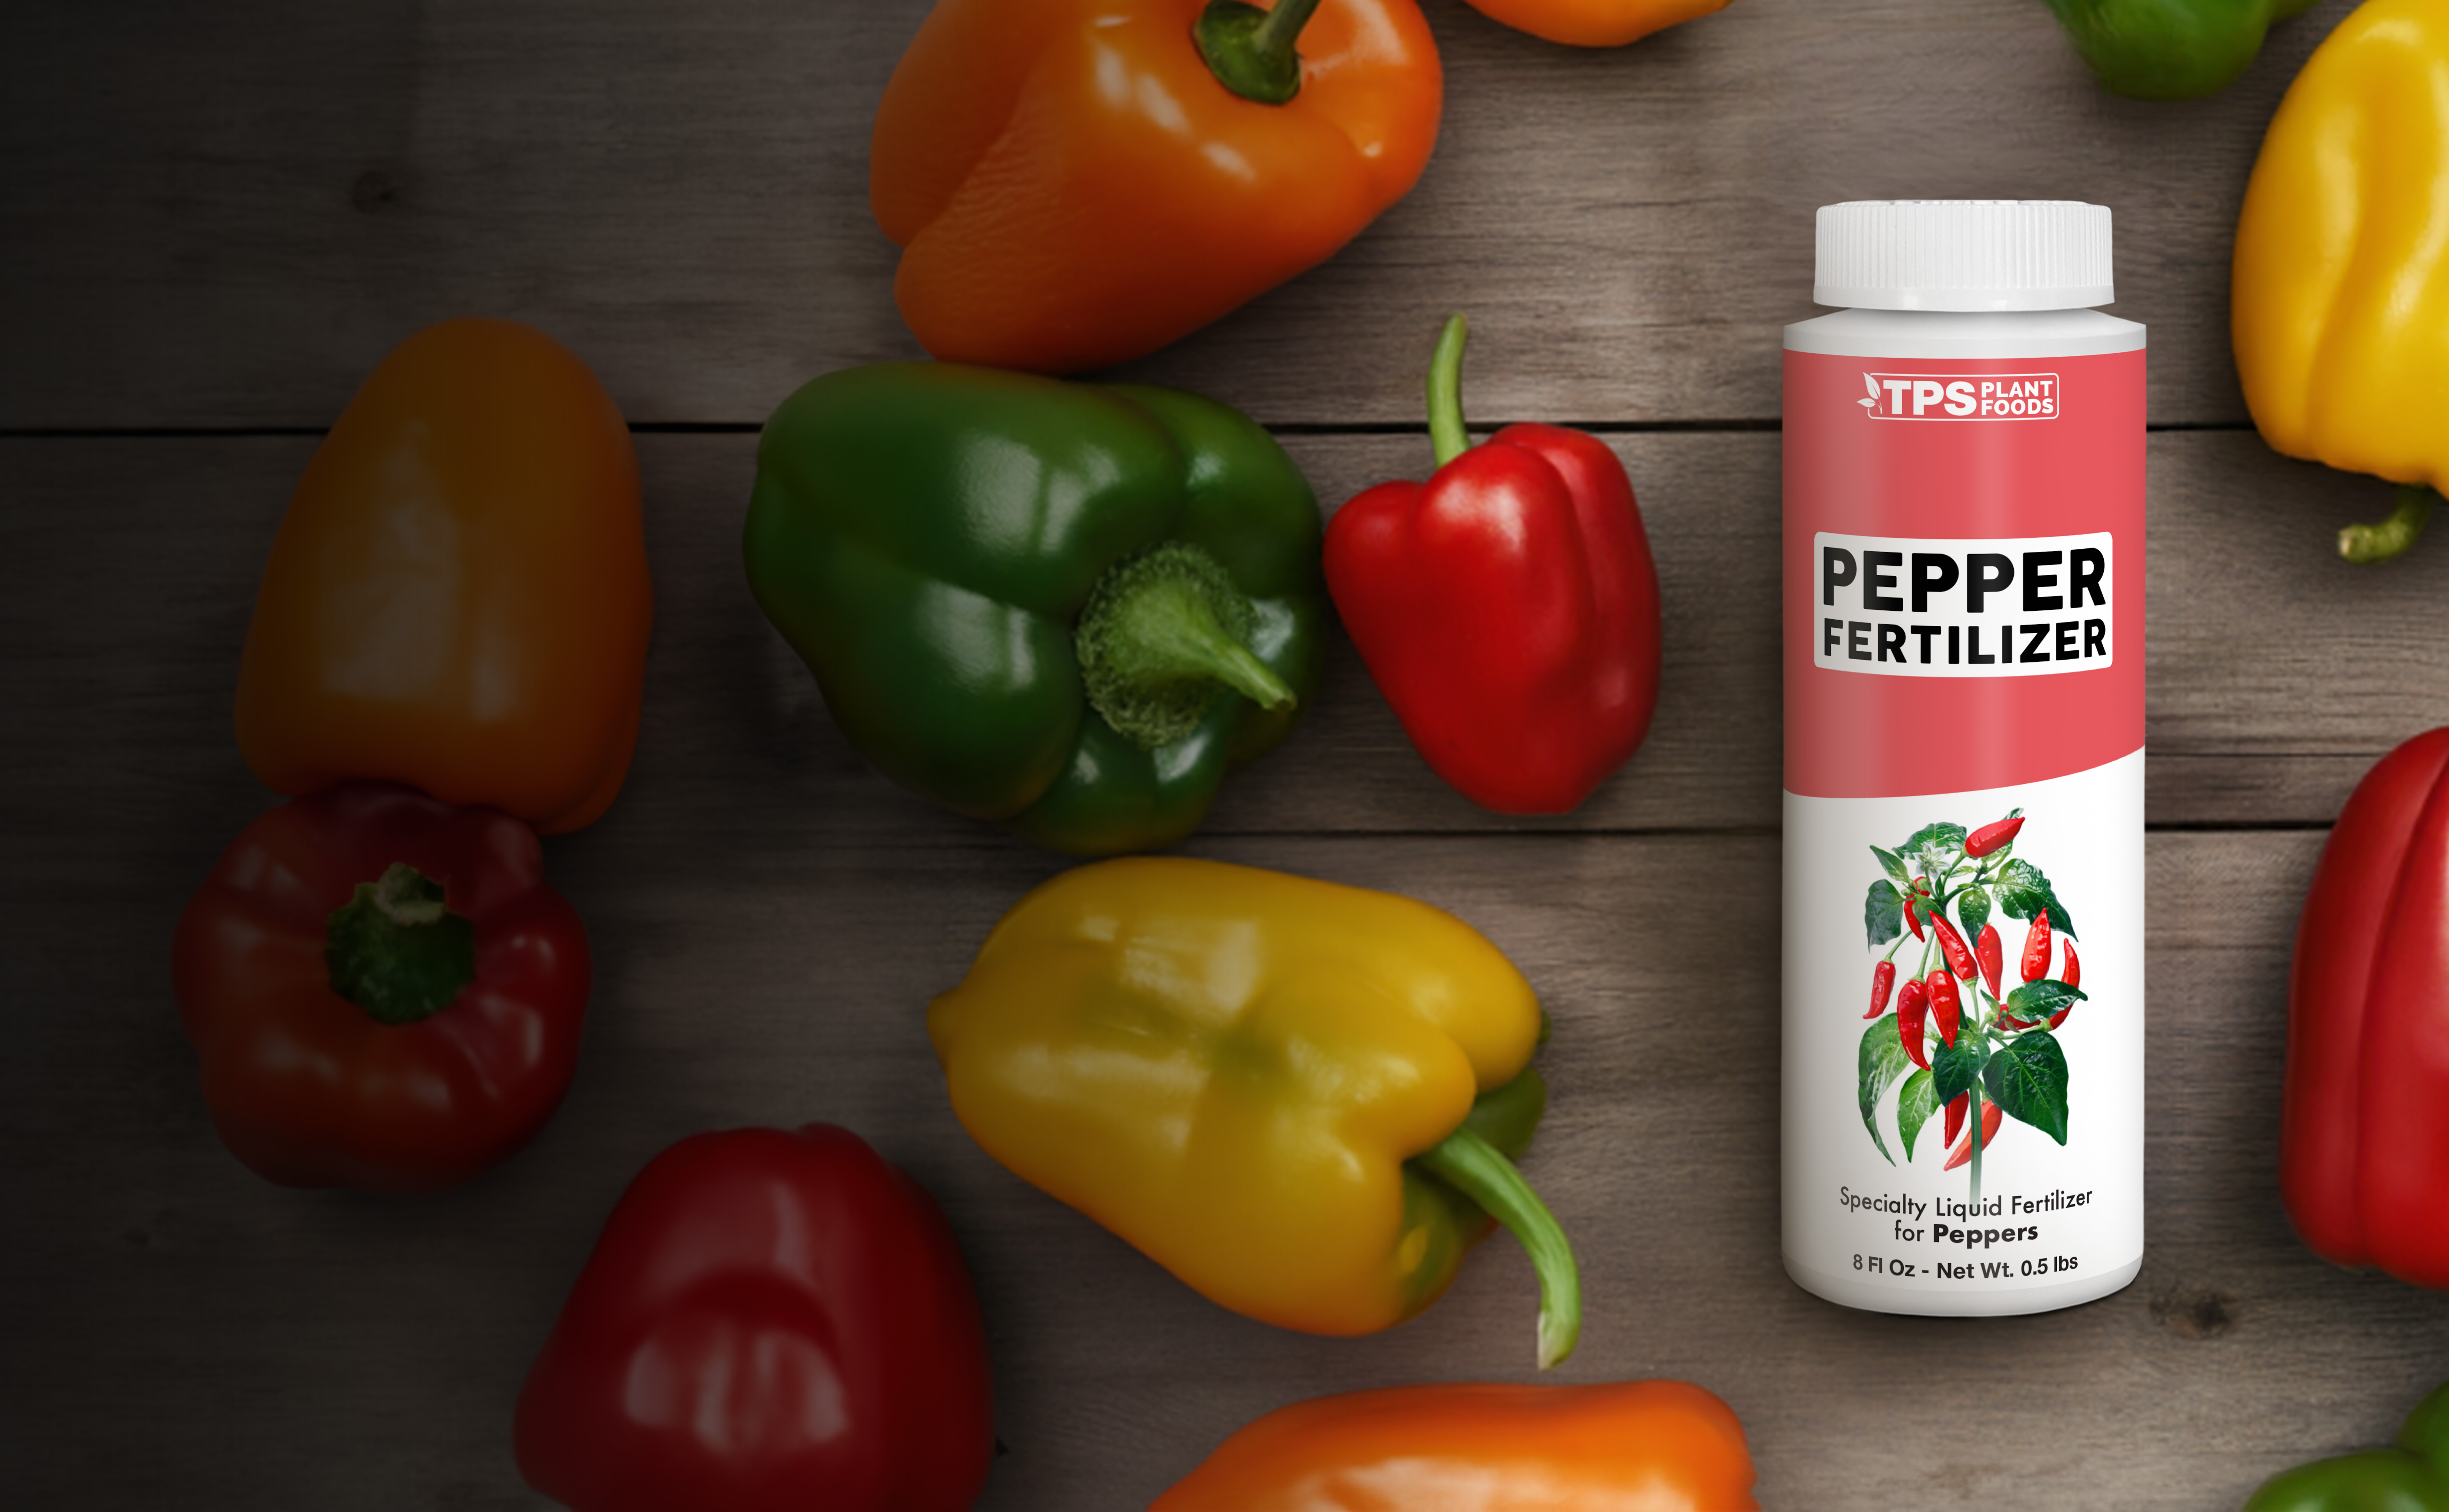 TPS PLANT FOODS
PEPPER
FERTILIZER
Specialty Liquid Fertilizer
for Peppers
8 Fl Oz - Net Wt. 0.5 lbs